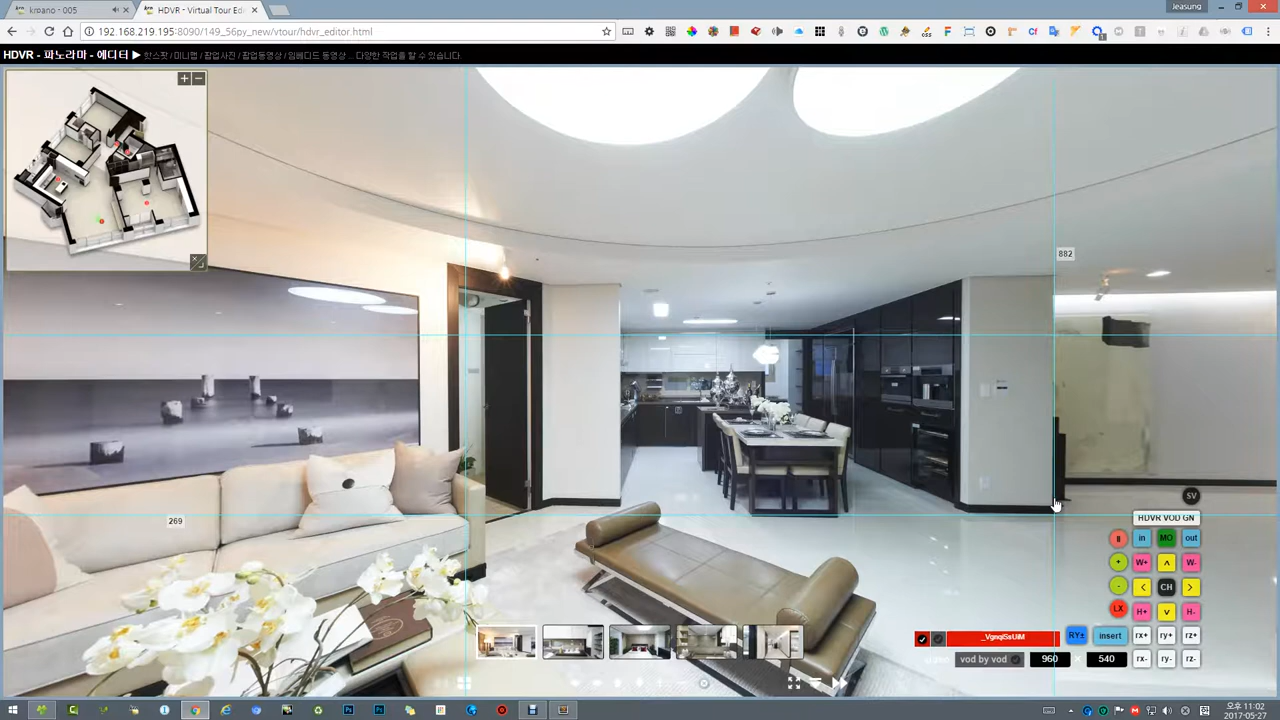 krpano - 005
HDVR - Virtual Tour Edi
Jeasung
192.168.219.195:8090/149_56py_new/vtour/hdvr_editor.html
HDVR - 파노라마 - 에디터 ▶ 핫스팟 / 미니맵 / 팝업사진 / 팝업동영상 / 임베디드 동영상 ... 다양한 작업을 할 수 있습니다.
+ −
882
269
SV
HDVR VOD GN
II in MO out
+ W+ ʌ W-
- < CH >
LX H+ v H-
_VgnqiSsUiM RY± insert rx+ ry+ rz+
vod by vod 960 × 540 rx- ry- rz-
오후 11:02
2017-05-27